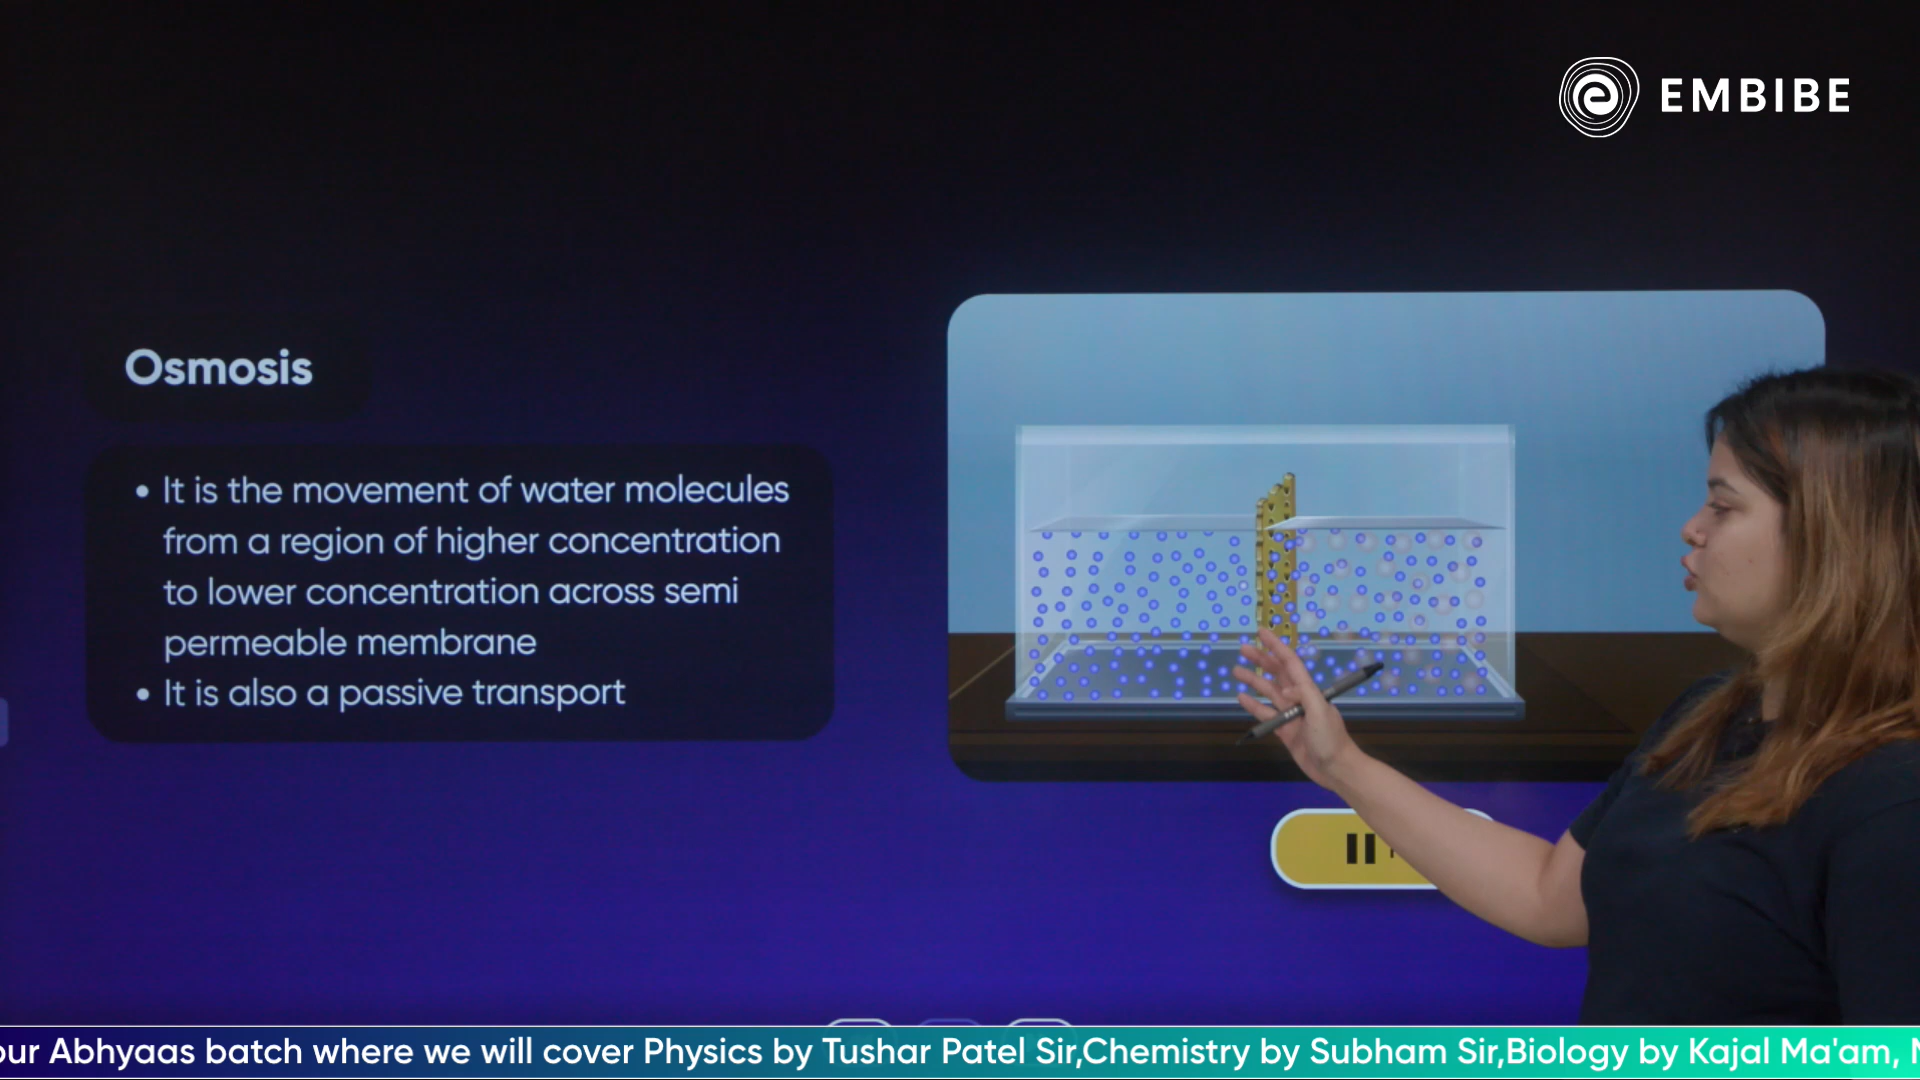 EMBIBE
Osmosis
• It is the movement of water molecules
from a region of higher concentration
to lower concentration across semi
permeable membrane
• It is also a passive transport
our Abhyaas batch where we will cover Physics by Tushar Patel Sir,Chemistry by Subham Sir,Biology by Kajal Ma'am,